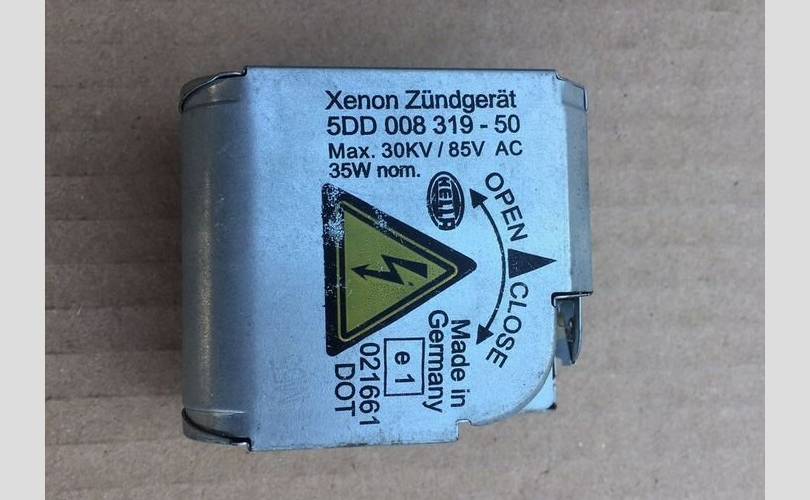 Xenon Zündgerät
5DD 008 319 - 50
Max. 30KV / 85V AC
35W nom.
HELLA
OPEN
CLOSE
Made in
Germany
e 1
021661
DOT